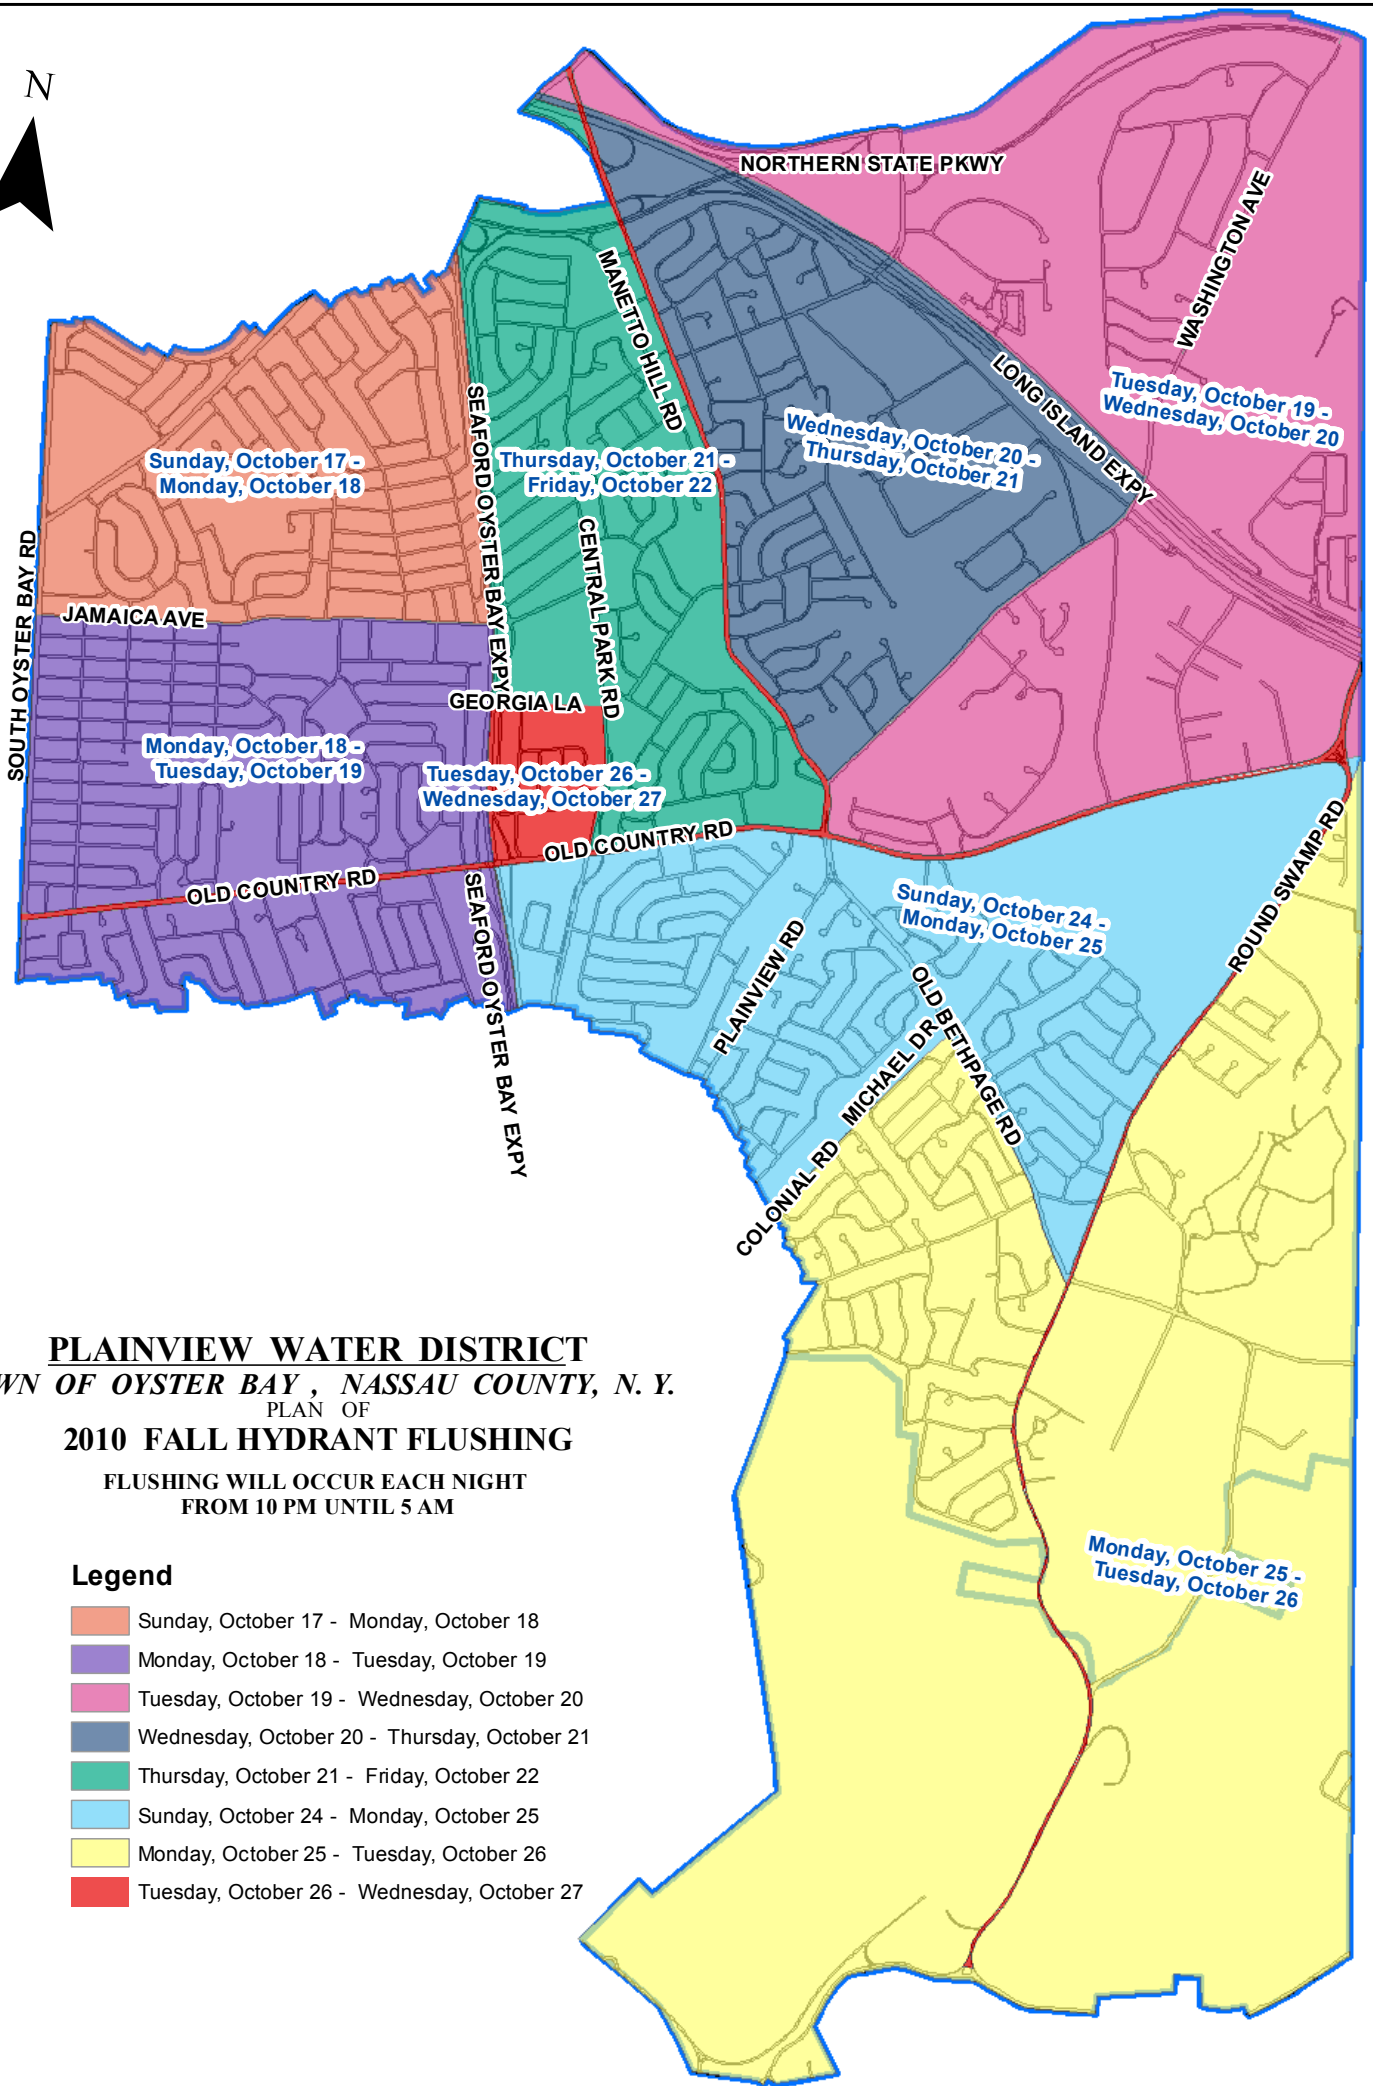 N
NORTHERN STATE PKWY
WASHINGTON AVE
MANETTO HILL RD
LONG ISLAND EXPY
Tuesday, October 19 -
Wednesday, October 20
SEAFORD OYSTER BAY EXPY
Wednesday, October 20 -
Thursday, October 21
Sunday, October 17 -
Monday, October 18
Thursday, October 21 -
Friday, October 22
CENTRAL PARK RD
SOUTH OYSTER BAY RD
JAMAICA AVE
GEORGIA LA
Monday, October 18 -
Tuesday, October 19
Tuesday, October 26 -
Wednesday, October 27
OLD COUNTRY RD
OLD COUNTRY RD
ROUND SWAMP RD
SEAFORD OYSTER BAY EXPY
Sunday, October 24 -
Monday, October 25
PLAINVIEW RD
OLD BETHPAGE RD
MICHAEL DR
COLONIAL RD
PLAINVIEW WATER DISTRICT
WN OF OYSTER BAY , NASSAU COUNTY, N. Y.
PLAN OF
2010 FALL HYDRANT FLUSHING
FLUSHING WILL OCCUR EACH NIGHT
FROM 10 PM UNTIL 5 AM
Monday, October 25 -
Tuesday, October 26
Legend
Sunday, October 17 - Monday, October 18
Monday, October 18 - Tuesday, October 19
Tuesday, October 19 - Wednesday, October 20
Wednesday, October 20 - Thursday, October 21
Thursday, October 21 - Friday, October 22
Sunday, October 24 - Monday, October 25
Monday, October 25 - Tuesday, October 26
Tuesday, October 26 - Wednesday, October 27